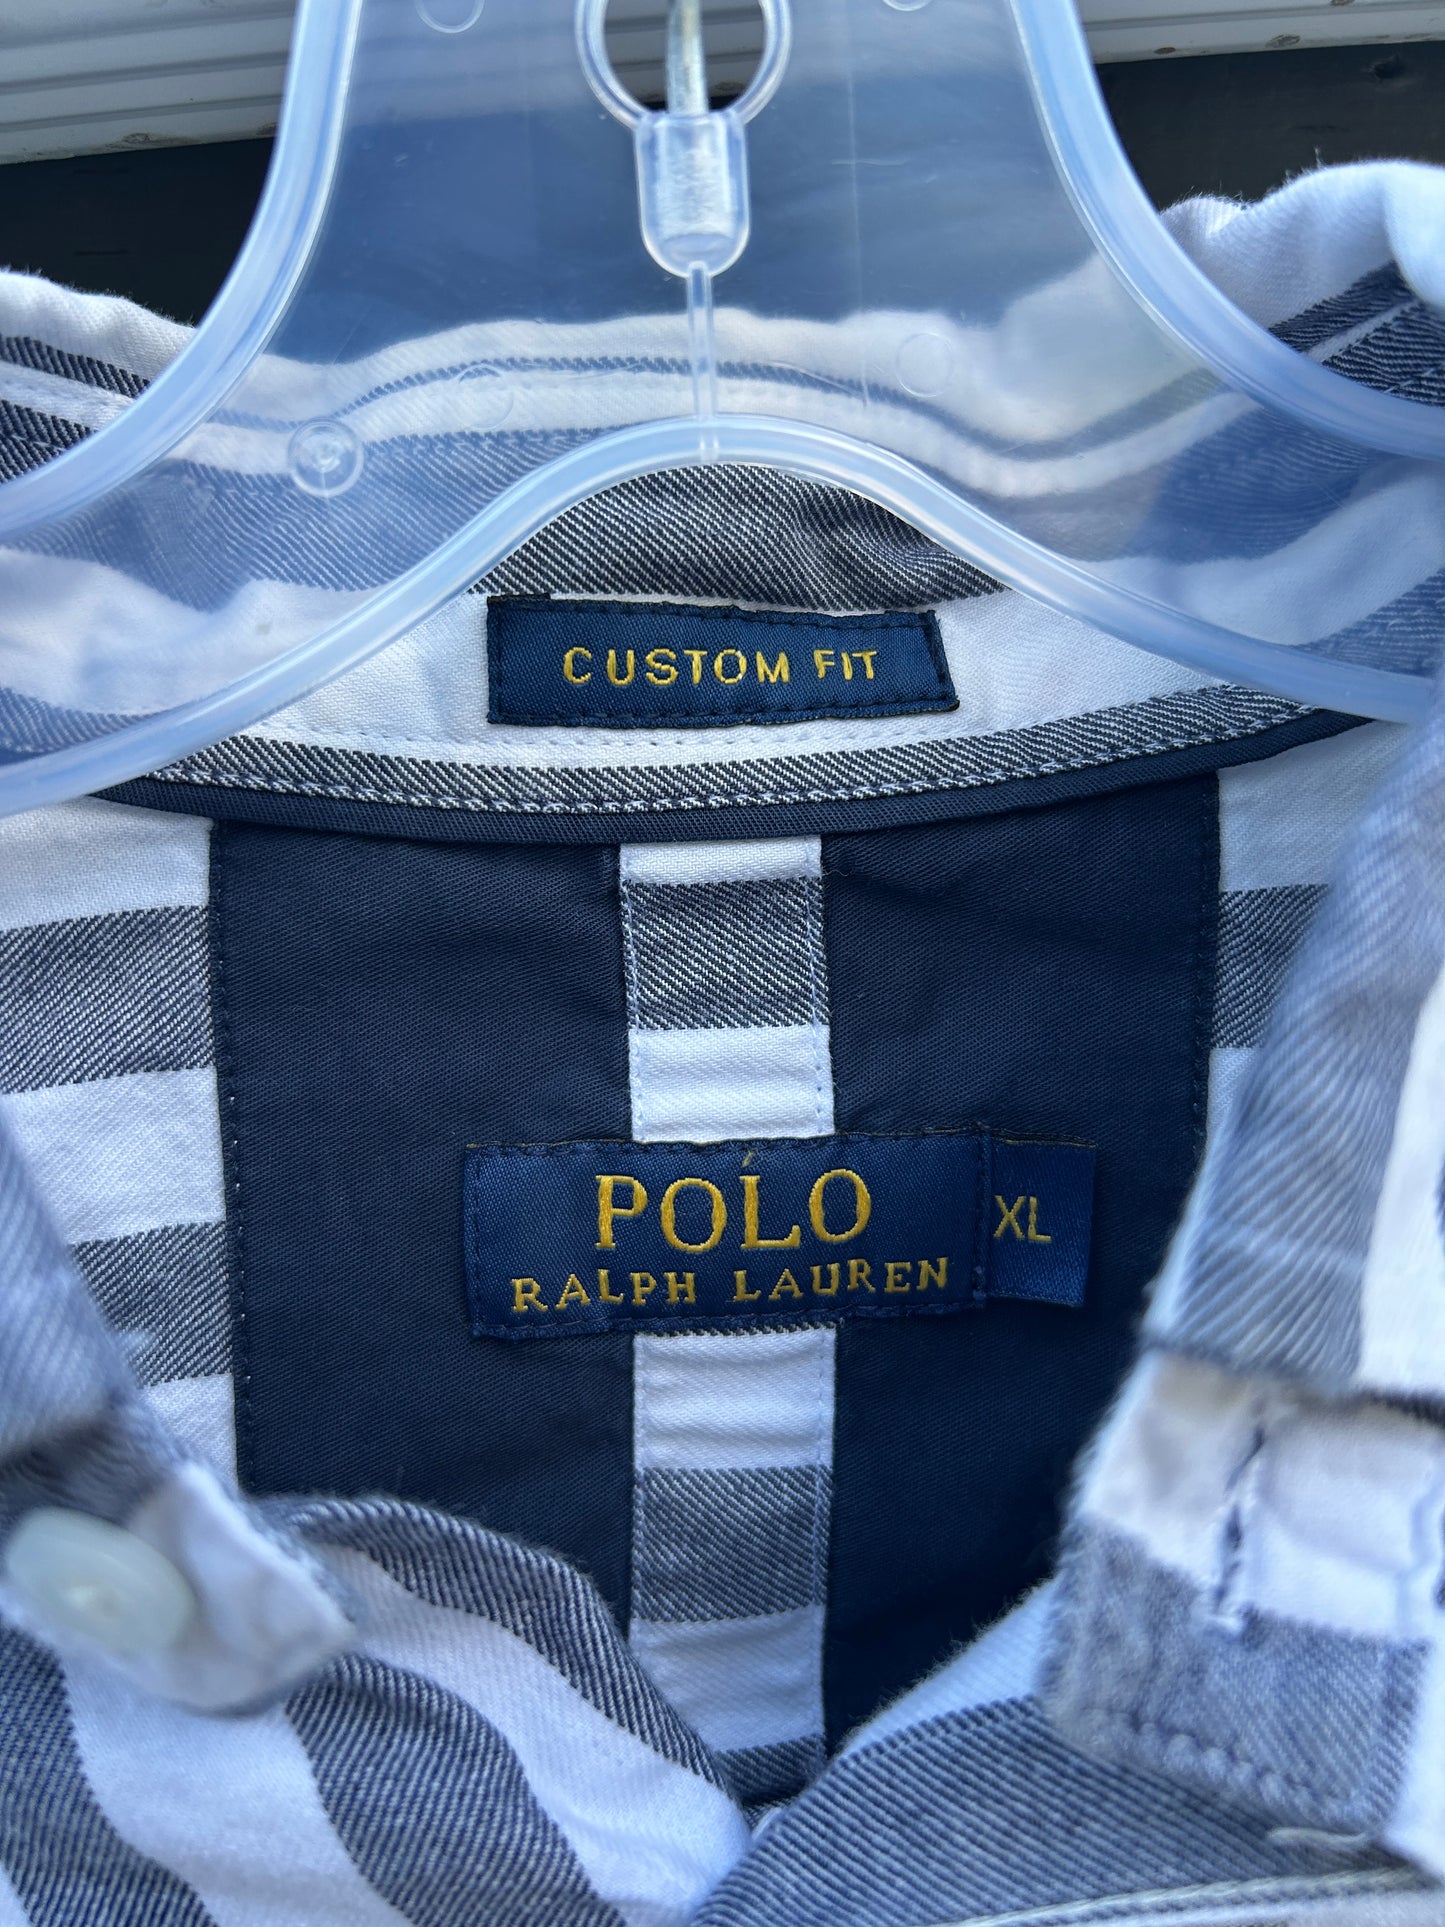 CUSTOM FIT
POLO
RALPH LAUREN
XL